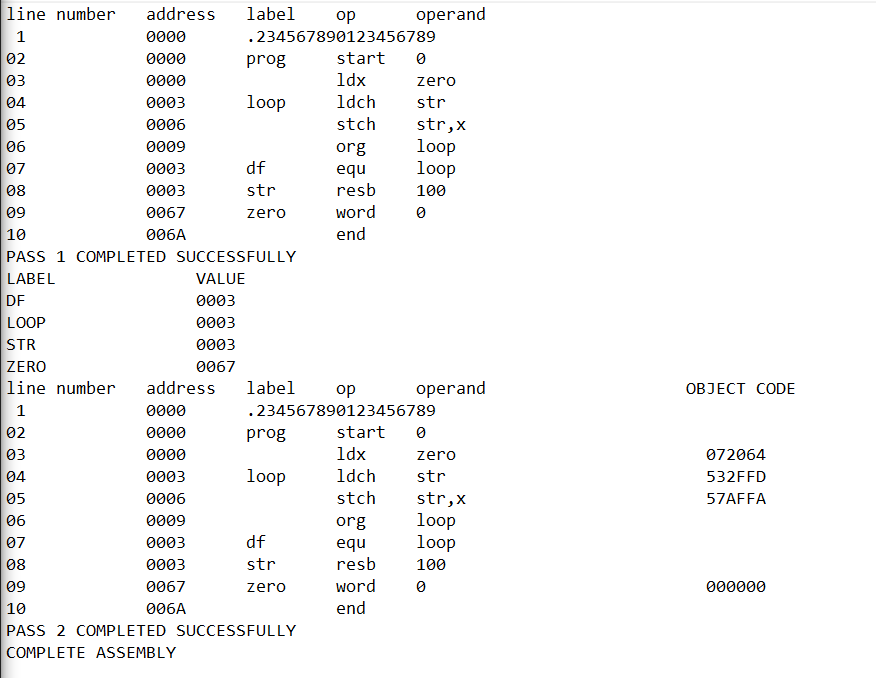 line number   address   label    op      operand
 1            0000      .234567890123456789
02            0000      prog     start   0
03            0000               ldx     zero
04            0003      loop     ldch    str
05            0006               stch    str,x
06            0009               org     loop
07            0003      df       equ     loop
08            0003      str      resb    100
09            0067      zero     word    0
10            006A               end
PASS 1 COMPLETED SUCCESSFULLY
LABEL              VALUE
DF                 0003
LOOP               0003
STR                0003
ZERO               0067
line number   address   label    op      operand                    OBJECT CODE
 1            0000      .234567890123456789
02            0000      prog     start   0
03            0000               ldx     zero                         072064
04            0003      loop     ldch    str                          532FFD
05            0006               stch    str,x                        57AFFA
06            0009               org     loop
07            0003      df       equ     loop
08            0003      str      resb    100
09            0067      zero     word    0                            000000
10            006A               end
PASS 2 COMPLETED SUCCESSFULLY
COMPLETE ASSEMBLY